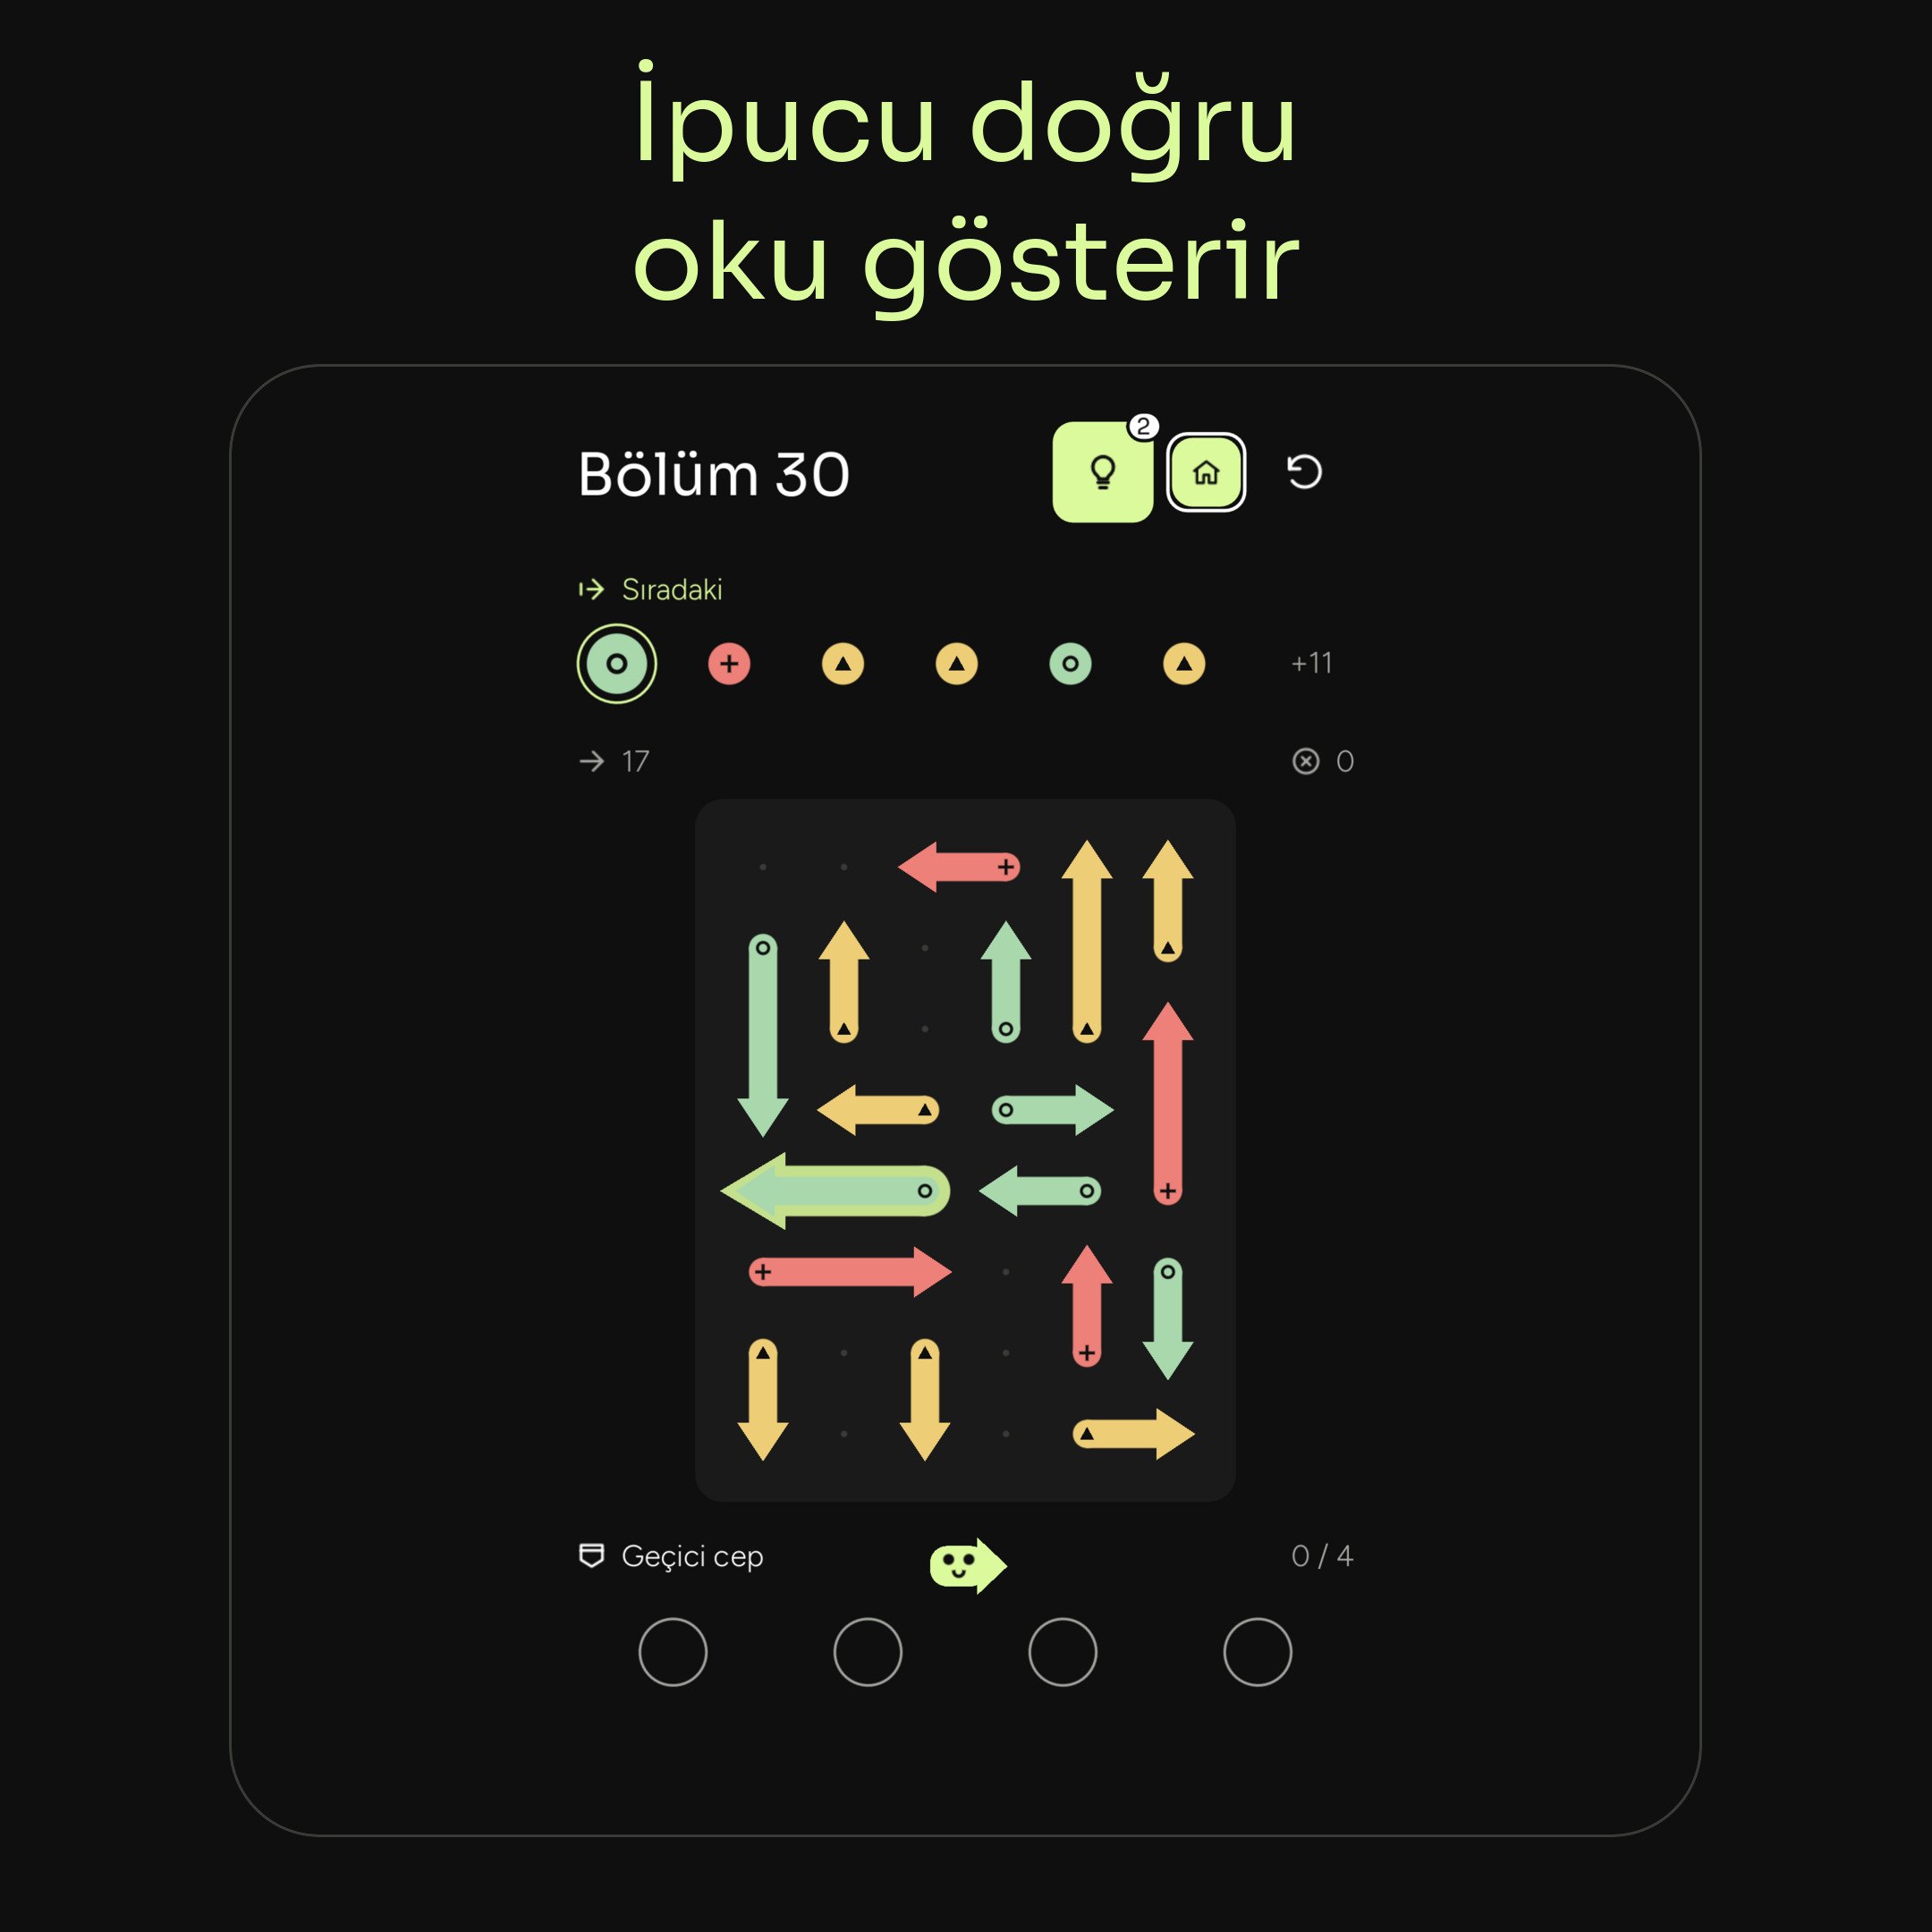 İpucu doğru
oku gösterir
Bölüm 30
2
Sıradaki
+11
17
0
Geçici cep
0 / 4